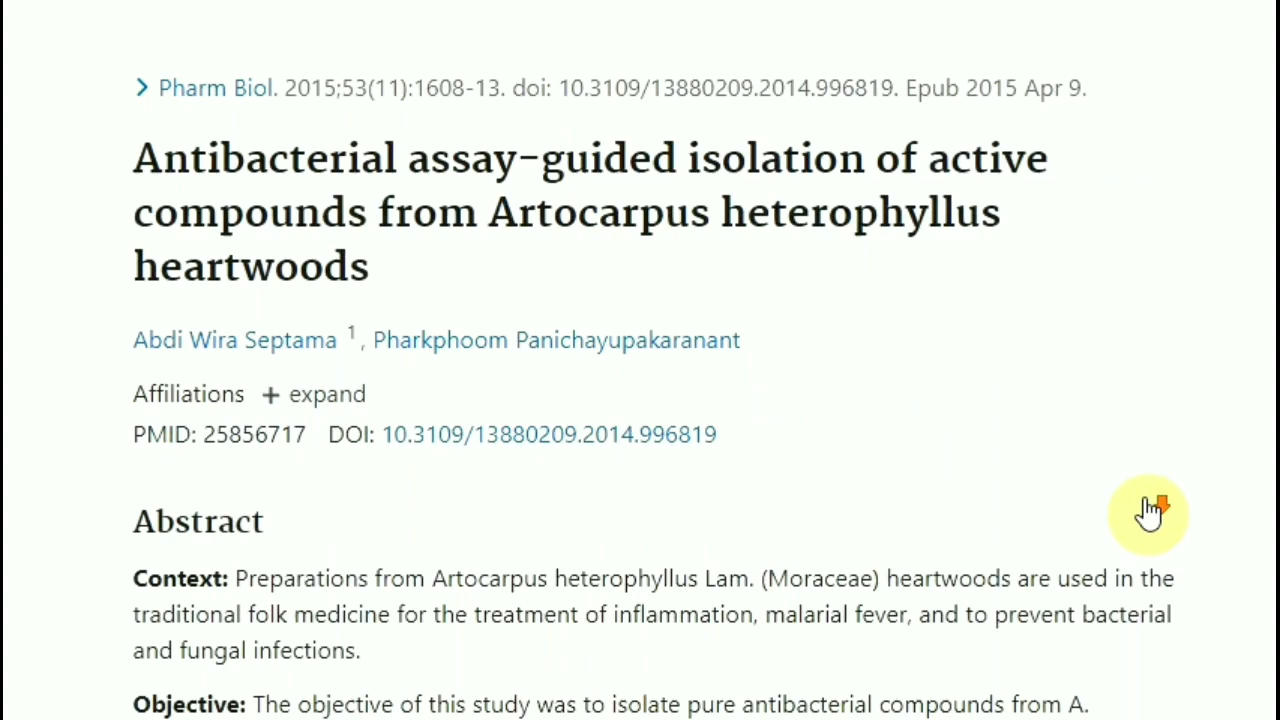 Pharm Biol. 2015;53(11):1608-13. doi: 10.3109/13880209.2014.996819. Epub 2015 Apr 9.
Antibacterial assay-guided isolation of active
compounds from Artocarpus heterophyllus
heartwoods
Abdi Wira Septama 1, Pharkphoom Panichayupakaranant
Affiliations + expand
PMID: 25856717 DOI: 10.3109/13880209.2014.996819
Abstract
Context: Preparations from Artocarpus heterophyllus Lam. (Moraceae) heartwoods are used in the
traditional folk medicine for the treatment of inflammation, malarial fever, and to prevent bacterial
and fungal infections.
Objective: The objective of this study was to isolate pure antibacterial compounds from A.